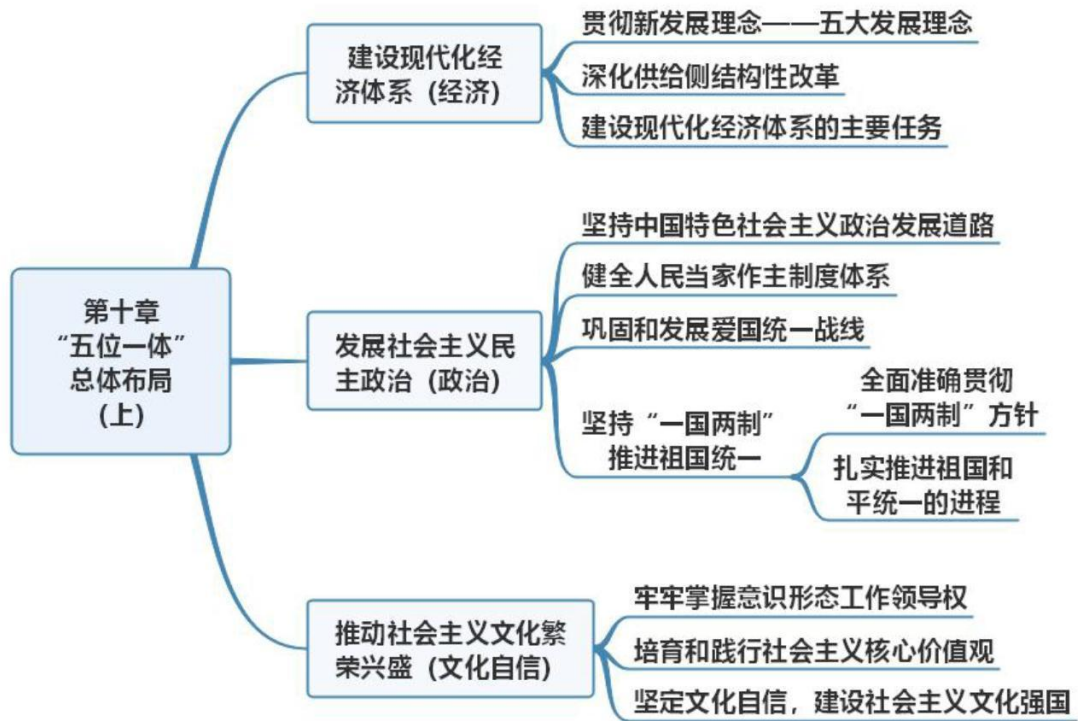 第十章
“五位一体”
总体布局
(上)
建设现代化经
济体系 (经济)
贯彻新发展理念——五大发展理念
深化供给侧结构性改革
建设现代化经济体系的主要任务
发展社会主义民
主政治 (政治)
坚持中国特色社会主义政治发展道路
健全人民当家作主制度体系
巩固和发展爱国统一战线
坚持“一国两制”
推进祖国统一
全面准确贯彻
“一国两制”方针
扎实推进祖国和
平统一的进程
推动社会主义文化繁
荣兴盛 (文化自信)
牢牢掌握意识形态工作领导权
培育和践行社会主义核心价值观
坚定文化自信，建设社会主义文化强国